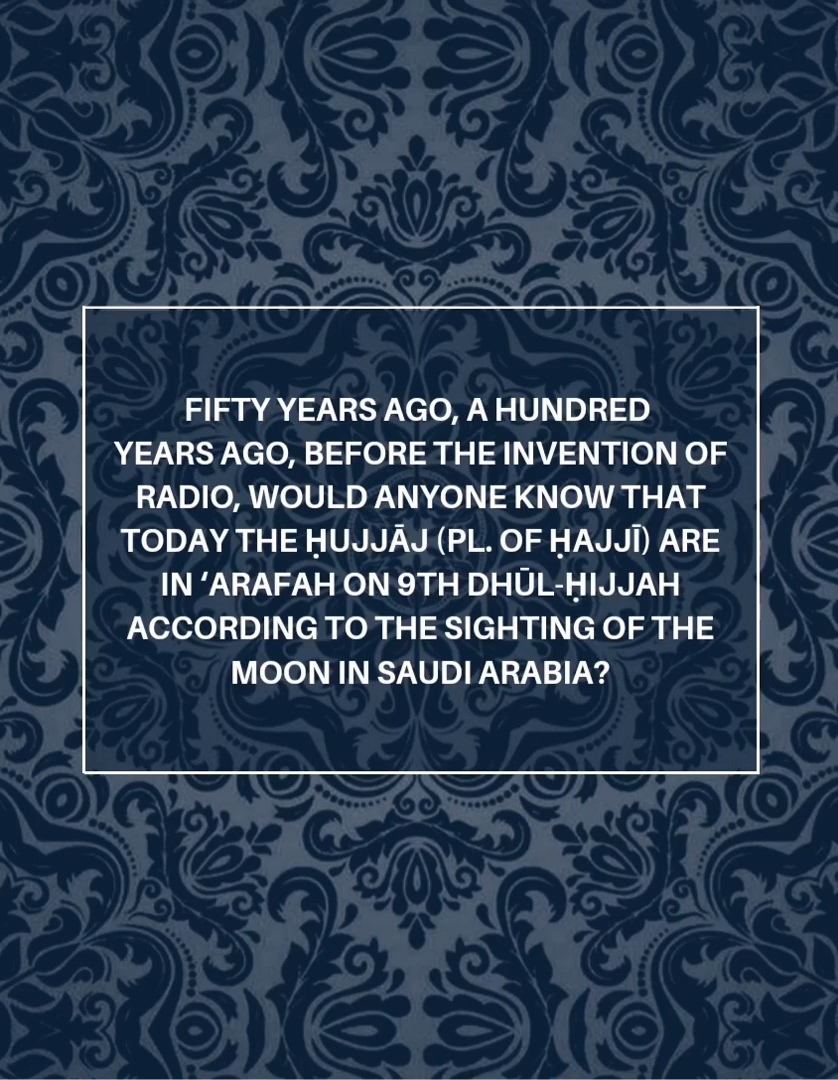 FIFTY YEARS AGO, A HUNDRED
YEARS AGO, BEFORE THE INVENTION OF
RADIO, WOULD ANYONE KNOW THAT
TODAY THE ḤUJJĀJ (PL. OF ḤAJJĪ) ARE
IN ‘ARAFAH ON 9TH DHŪL-ḤIJJAH
ACCORDING TO THE SIGHTING OF THE
MOON IN SAUDI ARABIA?